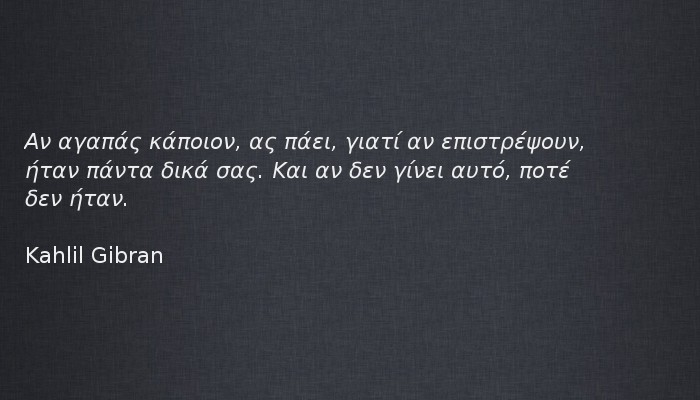 Αν αγαπάς κάποιον, ας πάει, γιατί αν επιστρέψουν,
ήταν πάντα δικά σας. Και αν δεν γίνει αυτό, ποτέ
δεν ήταν.
Kahlil Gibran